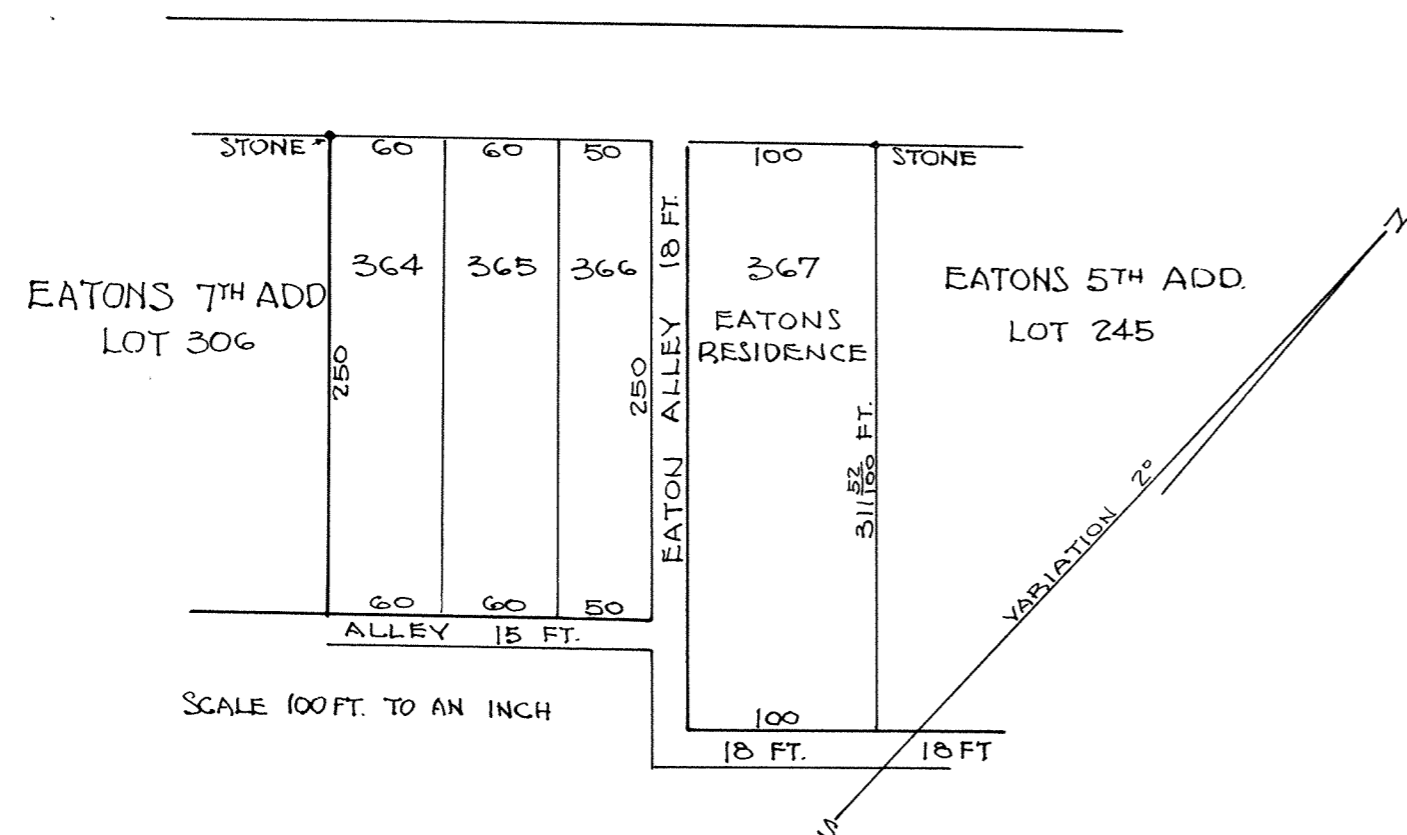 STONE
60
60
50
100
STONE
364
365
366
367
EATONS 7TH ADD
LOT 306
EATONS
RESIDENCE
EATONS 5TH ADD.
LOT 245
250
250
EATON ALLEY 18 FT.
311 52/100 FT.
N
VARIATION 2°
S
60
60
50
ALLEY 15 FT.
SCALE 100 FT. TO AN INCH
100
18 FT.
18 FT